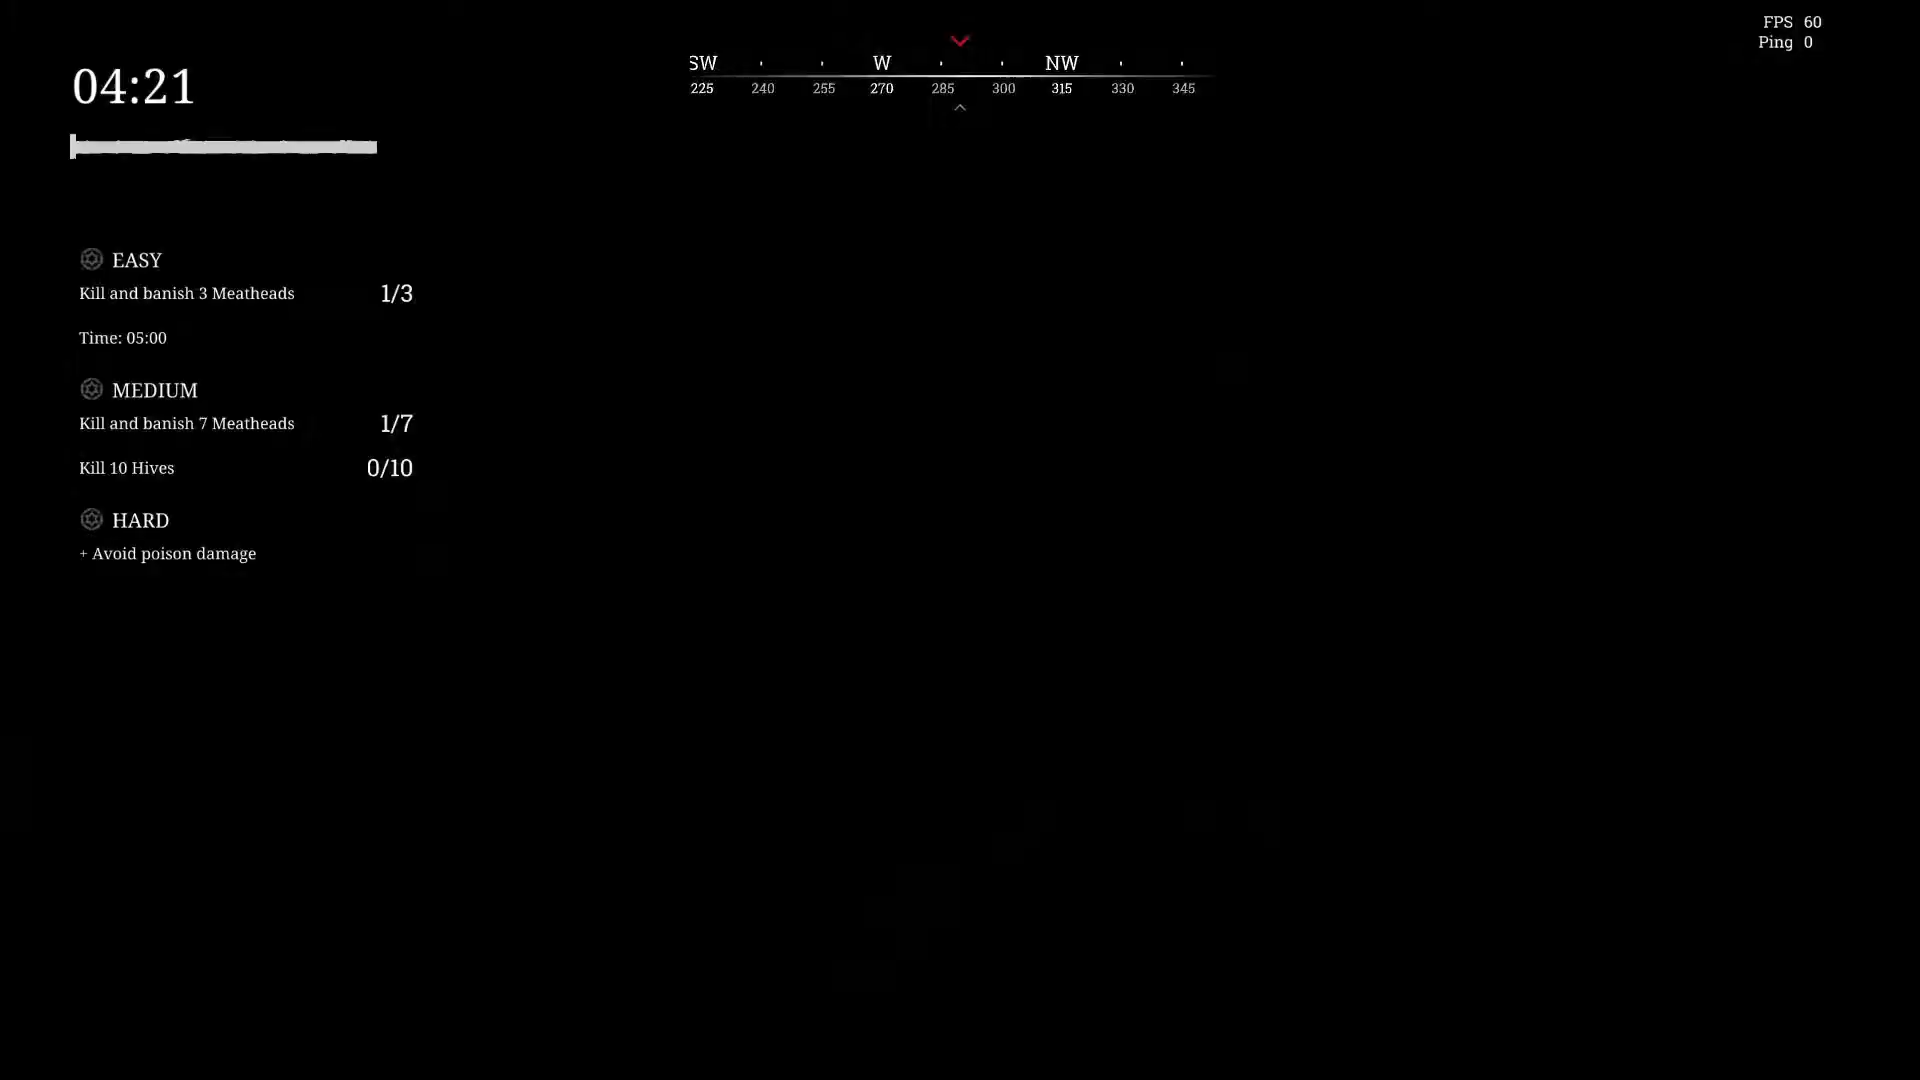 FPS 60
Ping 0
SW W NW
225 240 255 270 285 300 315 330 345
04:21
EASY
Kill and banish 3 Meatheads 1/3
Time: 05:00
MEDIUM
Kill and banish 7 Meatheads 1/7
Kill 10 Hives 0/10
HARD
+ Avoid poison damage